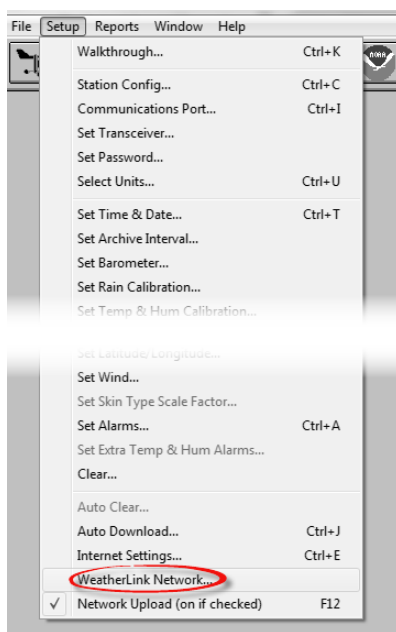 File Setup Reports Window Help
NOAA
Walkthrough... Ctrl+K
Station Config... Ctrl+C
Communications Port... Ctrl+I
Set Transceiver...
Set Password...
Select Units... Ctrl+U
Set Time & Date... Ctrl+T
Set Archive Interval...
Set Barometer...
Set Rain Calibration...
Set Temp & Hum Calibration...
Set Latitude/Longitude...
Set Wind...
Set Skin Type Scale Factor...
Set Alarms... Ctrl+A
Set Extra Temp & Hum Alarms...
Clear...
Auto Clear...
Auto Download... Ctrl+J
Internet Settings... Ctrl+E
WeatherLink Network...
Network Upload (on if checked) F12